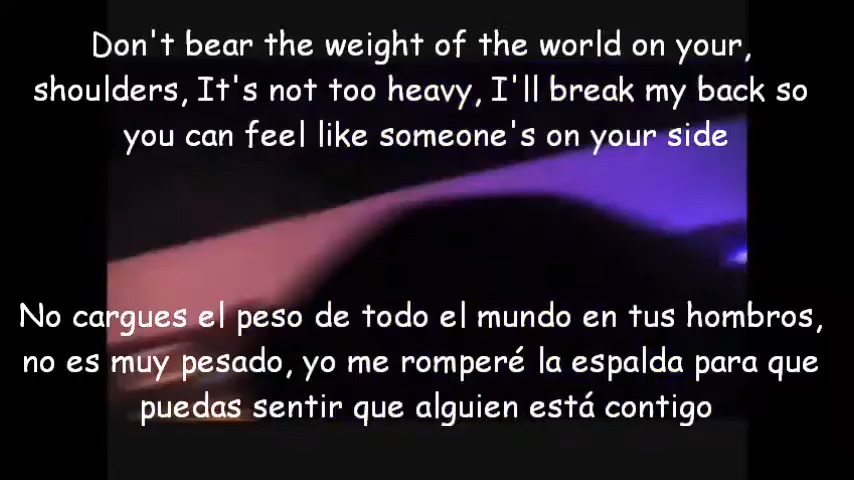 Don't bear the weight of the world on your,
shoulders, It's not too heavy, I'll break my back so
you can feel like someone's on your side
No cargues el peso de todo el mundo en tus hombros,
no es muy pesado, yo me romperé la espalda para que
puedas sentir que alguien está contigo